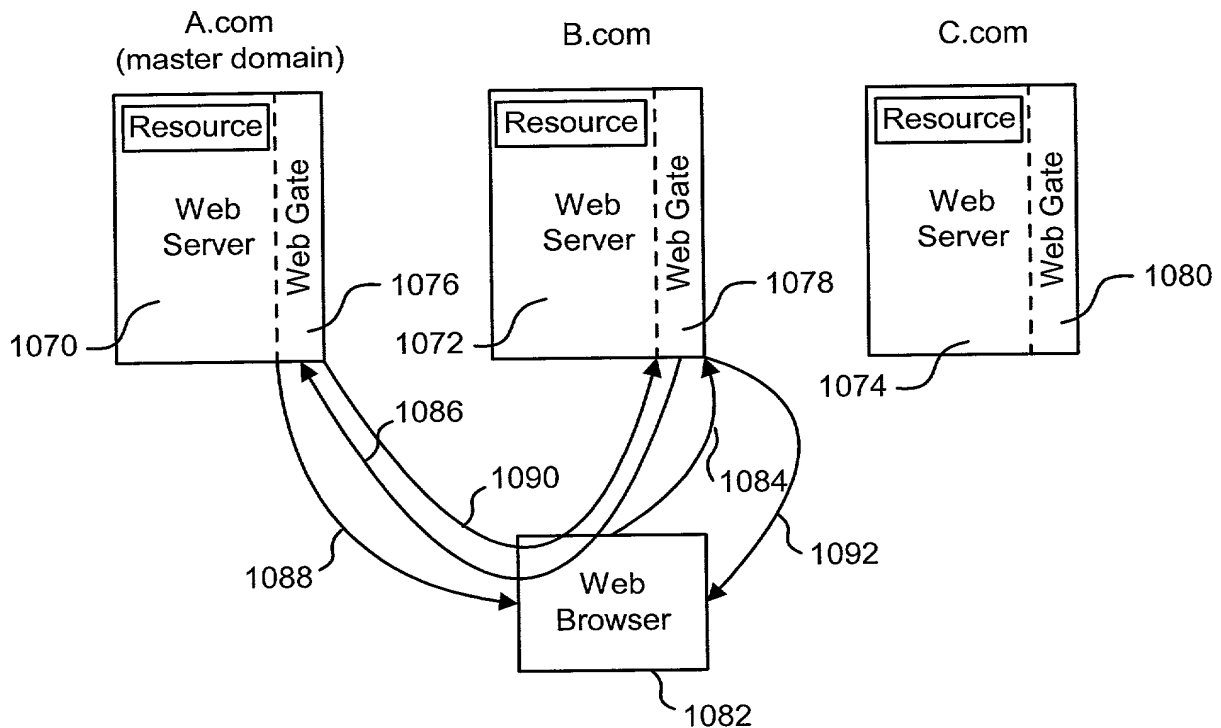 A.com
(master domain)
B.com
C.com
Resource
Web
Server
Web Gate
Resource
Web
Server
Web Gate
Resource
Web
Server
Web Gate
1070
1076
1072
1078
1074
1080
1086
1090
1084
1088
1092
Web
Browser
1082